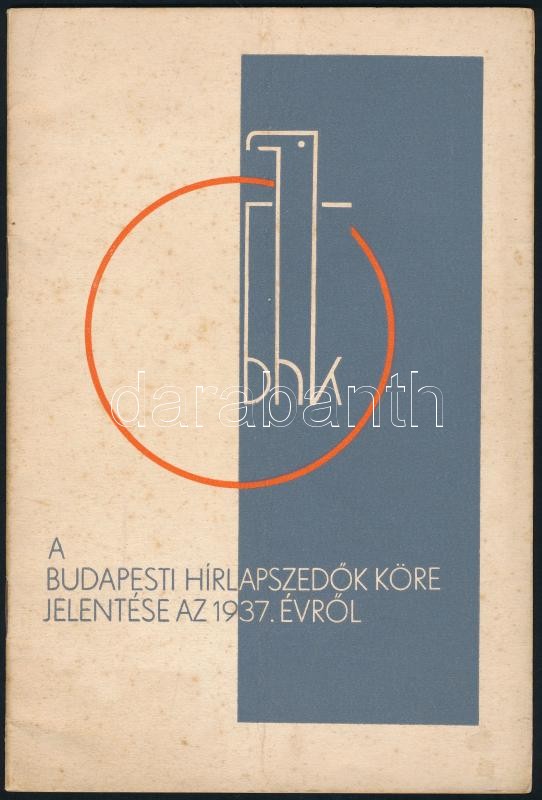 bhk
darabanth
A
BUDAPESTI HÍRLAPSZEDŐK KÖRE
JELENTÉSE AZ 1937. ÉVRŐL